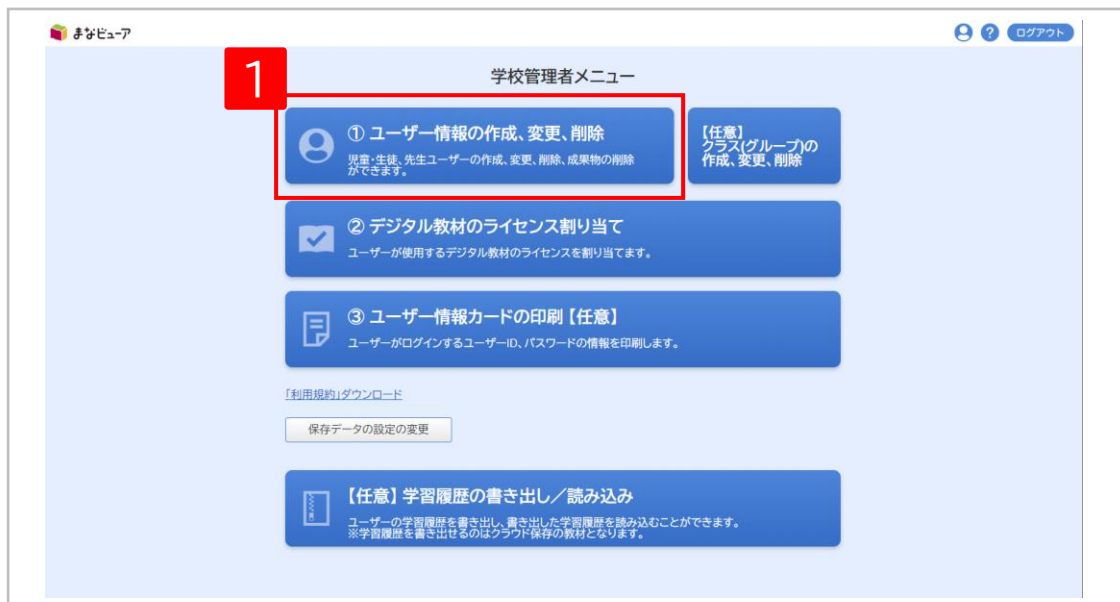 まなビューア
? ログアウト
1
学校管理者メニュー
① ユーザー情報の作成、変更、削除
児童・生徒、先生ユーザーの作成、変更、削除、成果物の削除
ができます。
【任意】
クラス(グループ)の
作成、変更、削除
② デジタル教材のライセンス割り当て
ユーザーが使用するデジタル教材のライセンスを割り当てます。
③ ユーザー情報カードの印刷【任意】
ユーザーがログインするユーザーID、パスワードの情報を印刷します。
「利用規約」ダウンロード
保存データの設定の変更
【任意】学習履歴の書き出し／読み込み
ユーザーの学習履歴を書き出し、書き出した学習履歴を読み込むことができます。
※学習履歴を書き出せるのはクラウド保存の教材となります。